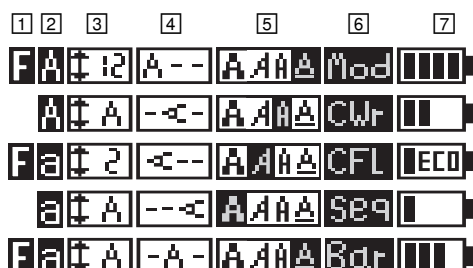 1 2 3 4 5 6 7
F A ↕ 12 A - - A A A A Mod
A ↕ A - A - A A A A CWr
F a ↕ 2 A - - A A A A CFL ECO
a ↕ A - - A A A A A Seq
F a ↕ A - A - A A A A Bar